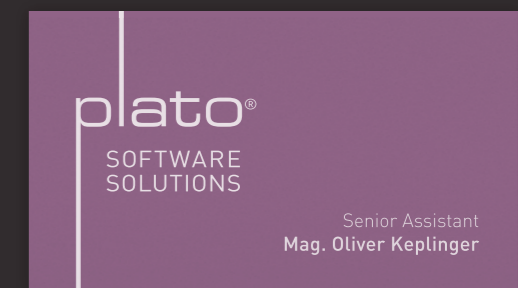 plato®
SOFTWARE
SOLUTIONS
Senior Assistant
Mag. Oliver Keplinger